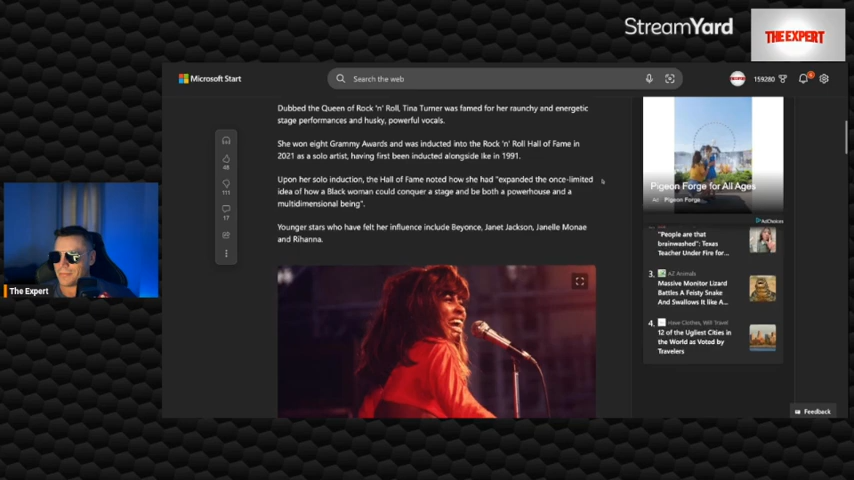 StreamYard
THE EXPERT
Microsoft Start
Search the web
159280
Dubbed the Queen of Rock 'n' Roll, Tina Turner was famed for her raunchy and energetic
stage performances and husky, powerful vocals.
She won eight Grammy Awards and was inducted into the Rock 'n' Roll Hall of Fame in
2021 as a solo artist, having first been inducted alongside Ike in 1991.
Upon her solo induction, the Hall of Fame noted how she had "expanded the once-limited
idea of how a Black woman could conquer a stage and be both a powerhouse and a
multidimensional being".
Younger stars who have felt her influence include Beyonce, Janet Jackson, Janelle Monae
and Rihanna.
48
111
17
Pigeon Forge for All Ages
Ad
Pigeon Forge
AdChoices
"People are that
brainwashed": Texas
Teacher Under Fire for...
3.
AZ Animals
Massive Monitor Lizard
Battles A Feisty Snake
And Swallows It like A...
4.
Clothes, Will Travel
12 of the Ugliest Cities in
the World as Voted by
Travelers
Feedback
The Expert